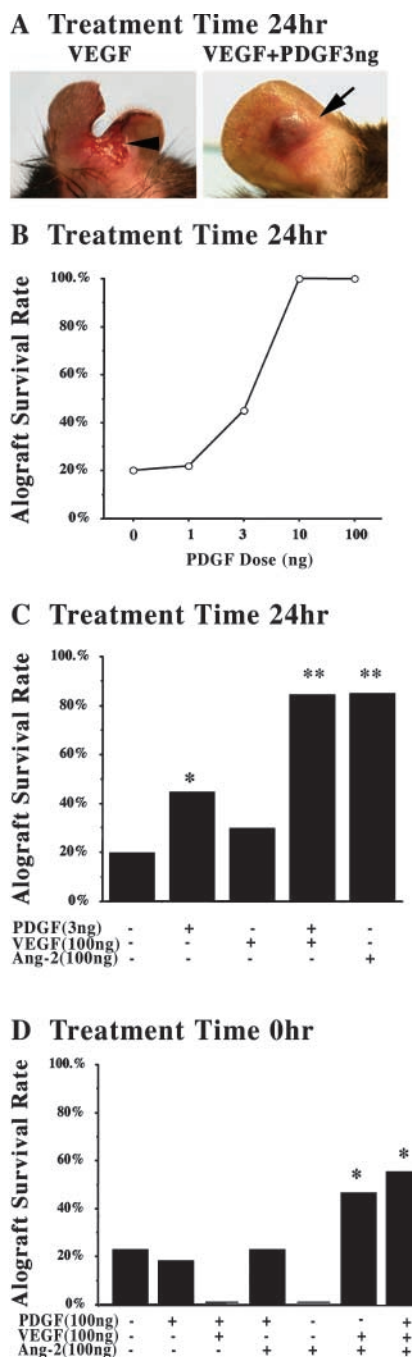 A Treatment Time 24hr
VEGF VEGF+PDGF3ng
B Treatment Time 24hr
Alograft Survival Rate
100.%
80%
60%
40%
20%
0%
0 1 3 10 100
PDGF Dose (ng)
C Treatment Time 24hr
Alograft Survival Rate
100.%
80%
60%
40%
20%
0%
* ** **
PDGF(3ng) - + - + -
VEGF(100ng) - - + + -
Ang-2(100ng) - - - - +
D Treatment Time 0hr
Alograft Survival Rate
100.%
80%
60%
40%
20%
0%
* *
PDGF(100ng) - + + + - - +
VEGF(100ng) - - + - - + +
Ang-2(100ng) - - - + + + +